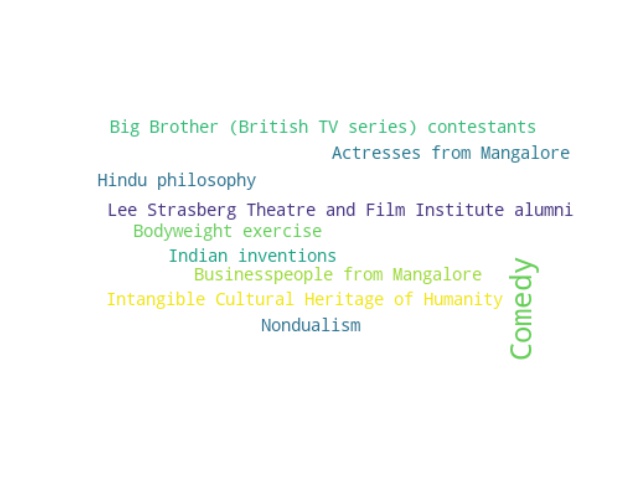 Big Brother (British TV series) contestants
Actresses from Mangalore
Hindu philosophy
Lee Strasberg Theatre and Film Institute alumni
Bodyweight exercise
Indian inventions
Businesspeople from Mangalore
Intangible Cultural Heritage of Humanity
Nondualism
Comedy